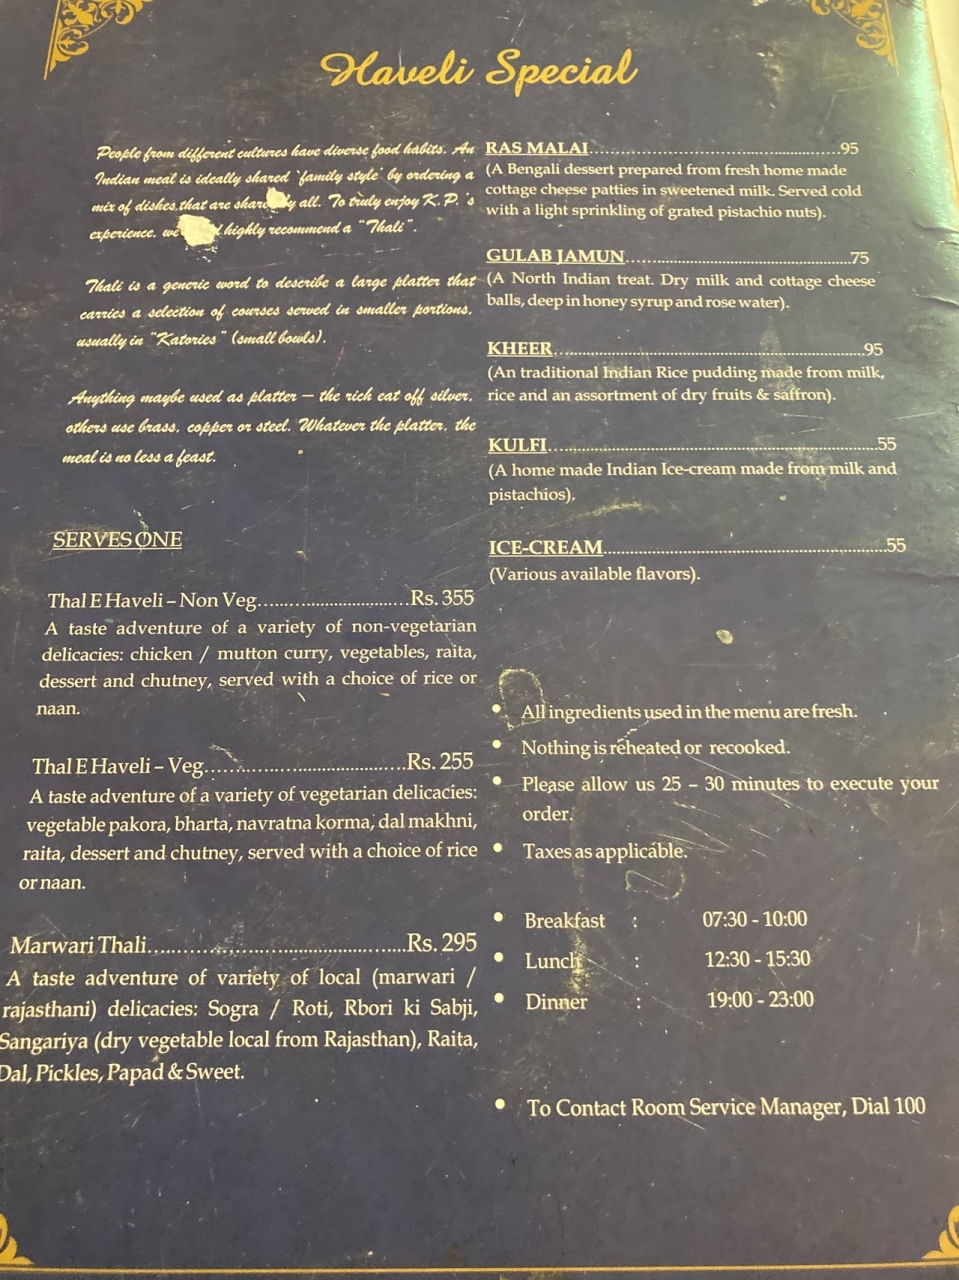 Haveli Special
People from different cultures have diverse food habits. An
Indian meal is ideally shared 'family style' by ordering a
mix of dishes that are all. To truly enjoy K. P. 's
experience, we highly recommend a "Thali".
Thali is a generic word to describe a large platter that
carries a selection of courses served in smaller portions,
usually in "Katories" (small bowls).
Anything maybe used as platter – the rich eat off silver,
others use brass, copper or steel. Whatever the platter, the
meal is no less a feast.
SERVES ONE
Thal E Haveli – Non Veg..............................Rs. 355
A taste adventure of a variety of non-vegetarian
delicacies: chicken / mutton curry, vegetables, raita,
dessert and chutney, served with a choice of rice or
naan.
Thal E Haveli – Veg........................................Rs. 255
A taste adventure of a variety of vegetarian delicacies:
vegetable pakora, bharta, navratna korma, dal makhni,
raita, dessert and chutney, served with a choice of rice
or naan.
Marwari Thali................................................Rs. 295
A taste adventure of variety of local (marwari /
rajasthani) delicacies: Sogra / Roti, Rbori ki Sabji,
Sangariya (dry vegetable local from Rajasthan), Raita,
Dal, Pickles, Papad & Sweet.
RAS MALAI............................................................95
(A Bengali dessert prepared from fresh home made
cottage cheese patties in sweetened milk. Served cold
with a light sprinkling of grated pistachio nuts).
GULAB JAMUN......................................................75
(A North Indian treat. Dry milk and cottage cheese
balls, deep in honey syrup and rose water).
KHEER..........................................................................95
(An traditional Indian Rice pudding made from milk,
rice and an assortment of dry fruits & saffron).
KULFI..............................................................................55
(A home made Indian Ice-cream made from milk and
pistachios).
ICE-CREAM....................................................................55
(Various available flavors).
• All ingredients used in the menu are fresh.
• Nothing is reheated or recooked.
• Please allow us 25 – 30 minutes to execute your
order.
• Taxes as applicable.
• Breakfast : 07:30 - 10:00
• Lunch : 12:30 - 15:30
• Dinner : 19:00 - 23:00
• To Contact Room Service Manager, Dial 100